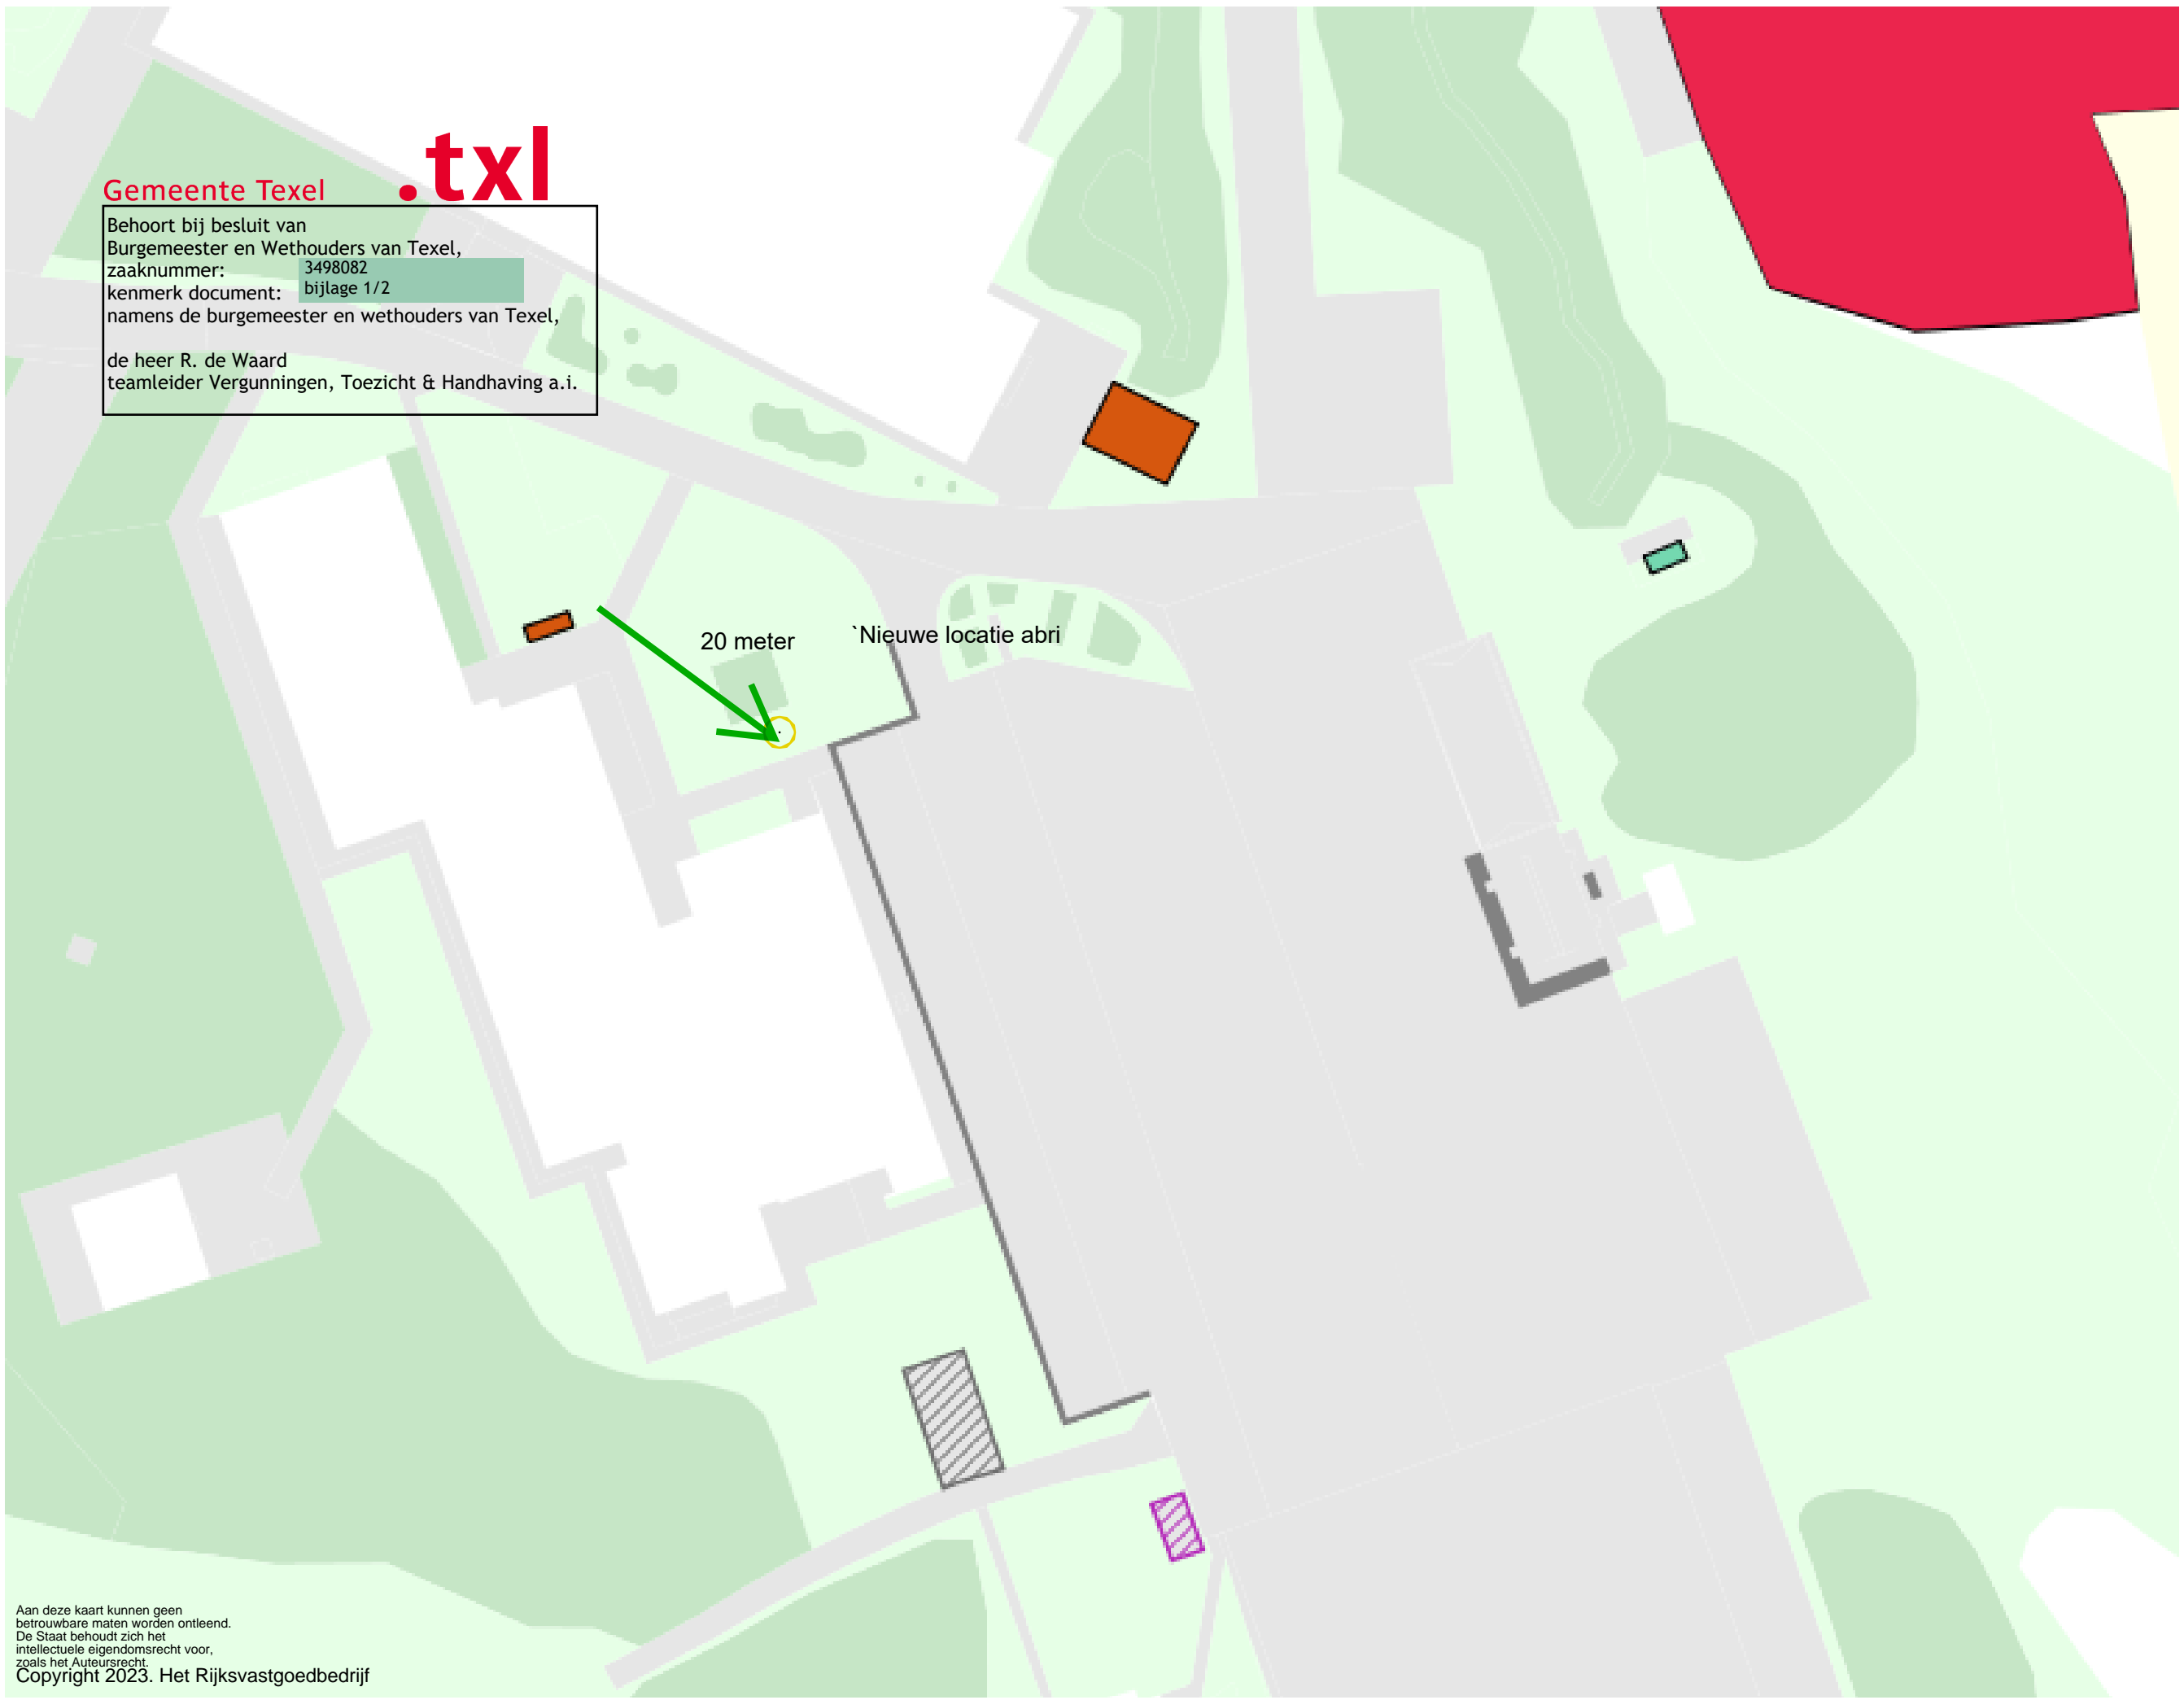 Gemeente Texel .txl
Behoort bij besluit van
Burgemeester en Wethouders van Texel,
zaaknummer: 3498082
kenmerk document: bijlage 1/2
namens de burgemeester en wethouders van Texel,
de heer R. de Waard
teamleider Vergunningen, Toezicht & Handhaving a.i.
20 meter
`Nieuwe locatie abri
Aan deze kaart kunnen geen
betrouwbare maten worden ontleend.
De Staat behoudt zich het
intellectuele eigendomsrecht voor,
zoals het Auteursrecht.
Copyright 2023. Het Rijksvastgoedbedrijf